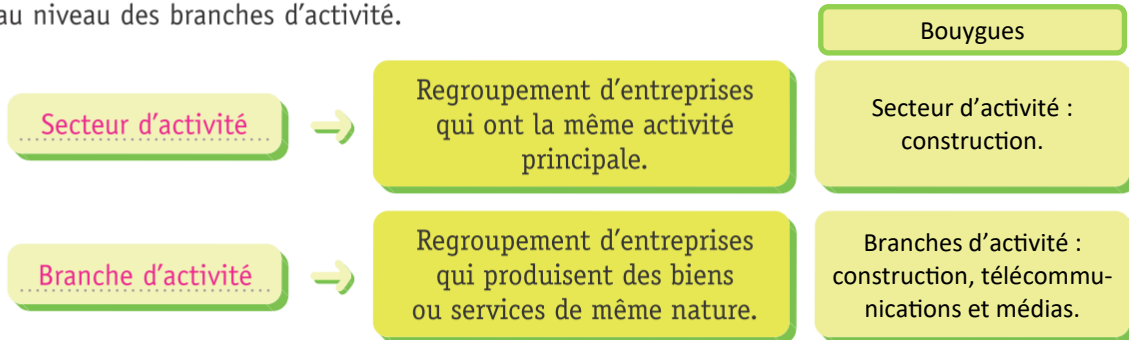 au niveau des branches d'activité.
Bouygues
Secteur d'activité
Regroupement d'entreprises
qui ont la même activité
principale.
Secteur d'activité :
construction.
Branche d'activité
Regroupement d'entreprises
qui produisent des biens
ou services de même nature.
Branches d'activité :
construction, télécommu-
nications et médias.